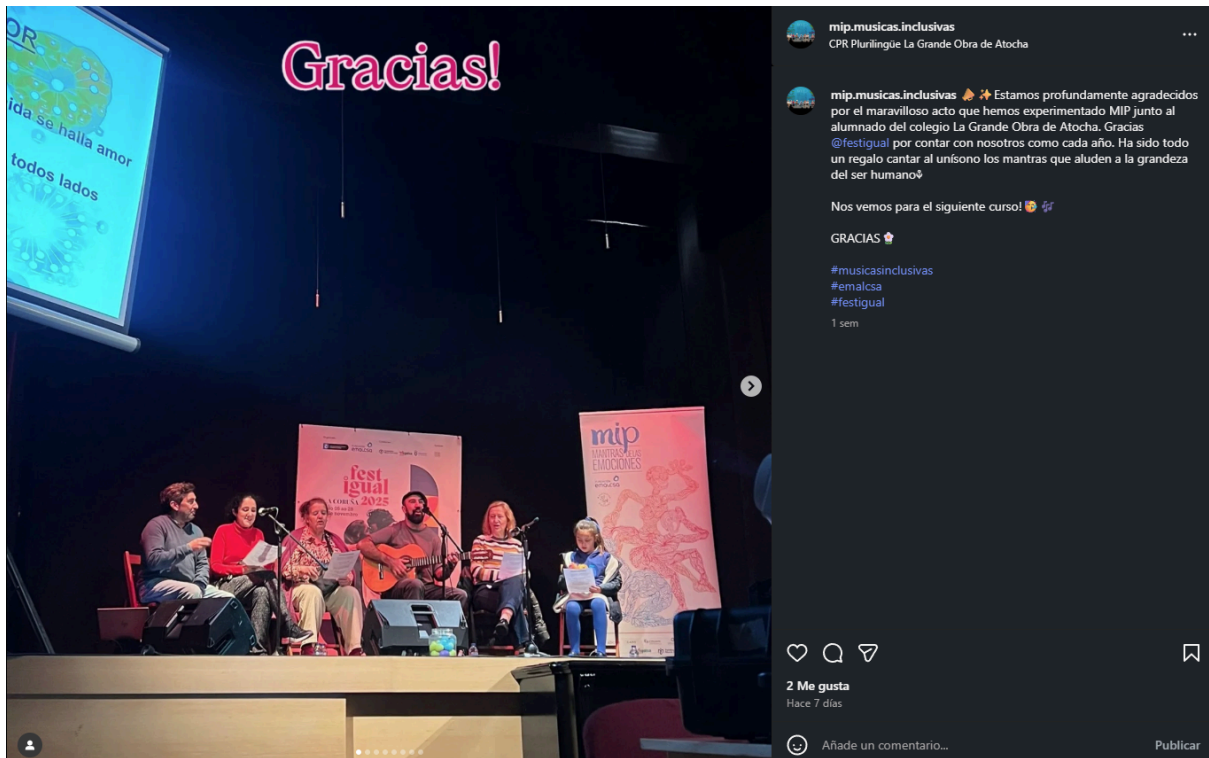 Gracias!
OR
ida se halla amor
todos lados
fest
igual
A CORUÑA 2025
mip
MANTRAS DE LAS
EMOCIONES
emalcsa
mip.musicas.inclusivas
CPR Plurilingüe La Grande Obra de Atocha
mip.musicas.inclusivas 📣 ✨ Estamos profundamente agradecidos
por el maravilloso acto que hemos experimentado MIP junto al
alumnado del colegio La Grande Obra de Atocha. Gracias
@festigual por contar con nosotros como cada año. Ha sido todo
un regalo cantar al unísono los mantras que aluden a la grandeza
del ser humano
Nos vemos para el siguiente curso! 🥳 🎶
GRACIAS
#musicasinclusivas
#emalcsa
#festigual
1 sem
2 Me gusta
Hace 7 días
Añade un comentario...
Publicar